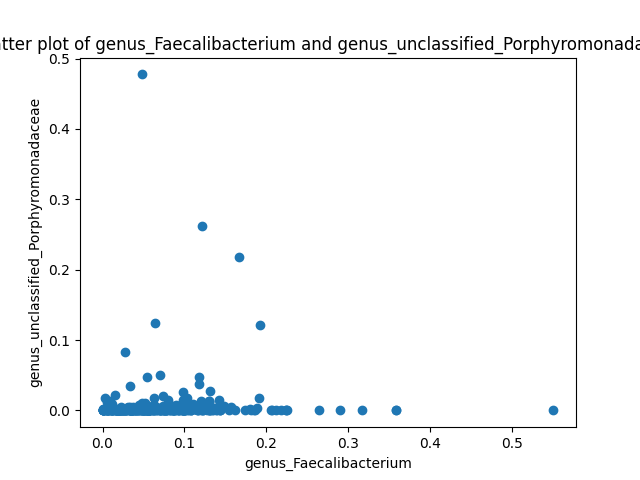 tter plot of genus_Faecalibacterium and genus_unclassified_Porphyromonada
0.5
0.4
0.3
0.2
0.1
0.0
genus_unclassified_Porphyromonadaceae
0.0 0.1 0.2 0.3 0.4 0.5
genus_Faecalibacterium